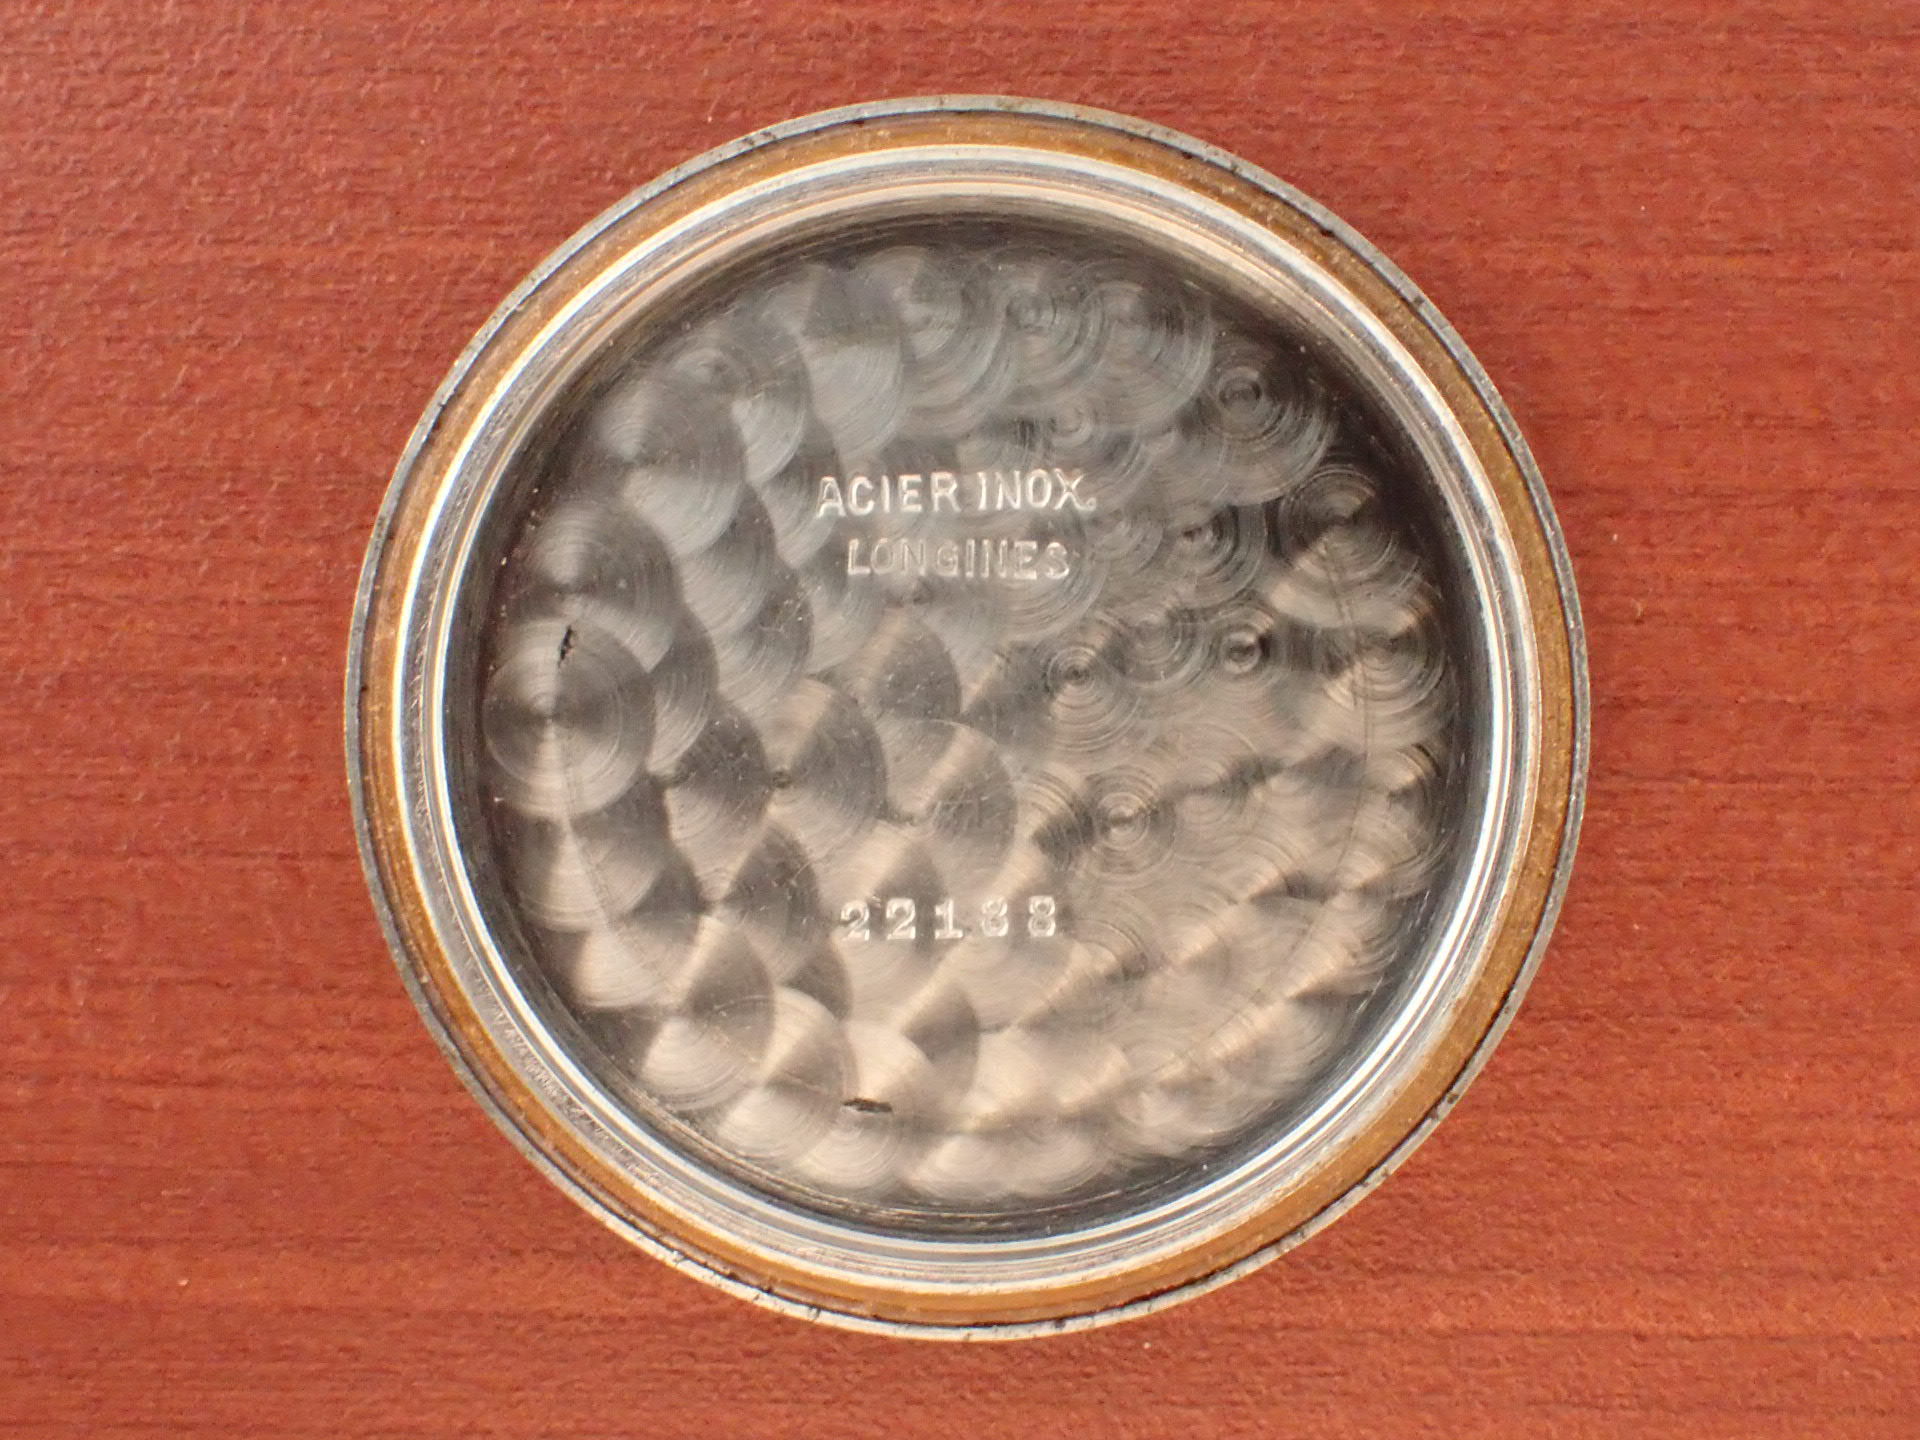 ACIER INOX.
LONGINES
22188